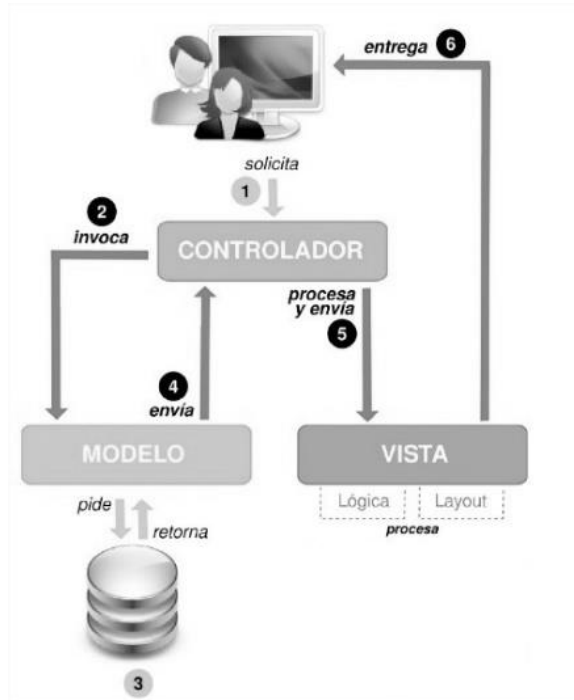 entrega 6
solicita
1
2
invoca
CONTROLADOR
procesa
y envía
5
4
envía
MODELO
VISTA
Lógica
Layout
procesa
pide
retorna
3